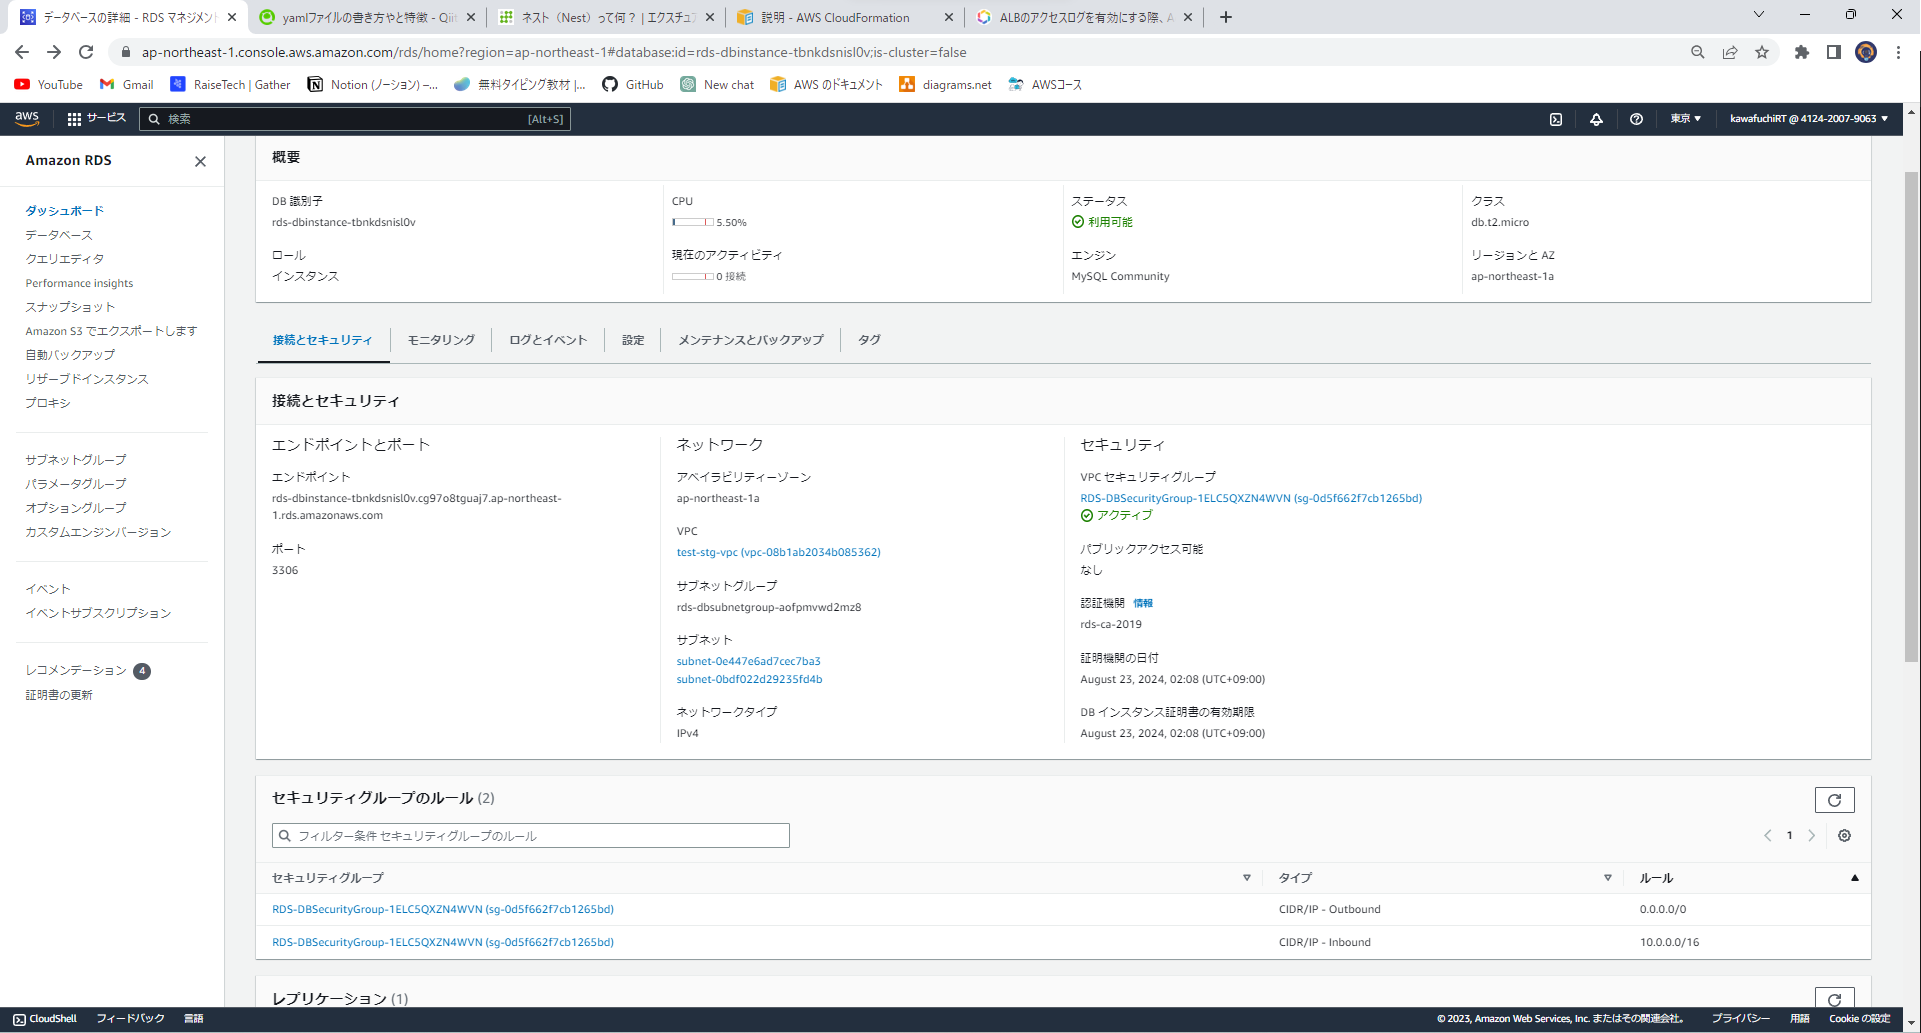 データベースの詳細 - RDS マネジメン
yamlファイルの書き方やと特徴 - Qiit
ネスト（Nest）って何？ | エクスチュア
説明 - AWS CloudFormation
ALBのアクセスログを有効にする際、A
ap-northeast-1.console.aws.amazon.com/rds/home?region=ap-northeast-1#database:id=rds-dbinstance-tbnkdsnisl0v;is-cluster=false
YouTube
Gmail
RaiseTech | Gather
Notion (ノーション) –...
無料タイピング教材 |...
GitHub
New chat
AWS のドキュメント
diagrams.net
AWSコース
aws
サービス
検索
[Alt+S]
東京
kawafuchiRT @ 4124-2007-9063
Amazon RDS
ダッシュボード
データベース
クエリエディタ
Performance insights
スナップショット
Amazon S3 でエクスポートします
自動バックアップ
リザーブドインスタンス
プロキシ
サブネットグループ
パラメータグループ
オプショングループ
カスタムエンジンバージョン
イベント
イベントサブスクリプション
レコメンデーション 4
証明書の更新
概要
DB 識別子
rds-dbinstance-tbnkdsnisl0v
CPU
5.50%
ステータス
利用可能
クラス
db.t2.micro
ロール
インスタンス
現在のアクティビティ
0 接続
エンジン
MySQL Community
リージョンと AZ
ap-northeast-1a
接続とセキュリティ
モニタリング
ログとイベント
設定
メンテナンスとバックアップ
タグ
接続とセキュリティ
エンドポイントとポート
エンドポイント
rds-dbinstance-tbnkdsnisl0v.cg97o8tguaj7.ap-northeast-
1.rds.amazonaws.com
ポート
3306
ネットワーク
アベイラビリティーゾーン
ap-northeast-1a
VPC
test-stg-vpc (vpc-08b1ab2034b085362)
サブネットグループ
rds-dbsubnetgroup-aofpmvwd2mz8
サブネット
subnet-0e447e6ad7cec7ba3
subnet-0bdf022d29235fd4b
ネットワークタイプ
IPv4
セキュリティ
VPC セキュリティグループ
RDS-DBSecurityGroup-1ELC5QXZN4WVN (sg-0d5f662f7cb1265bd)
アクティブ
パブリックアクセス可能
なし
認証機関 情報
rds-ca-2019
証明機関の日付
August 23, 2024, 02:08 (UTC+09:00)
DB インスタンス証明書の有効期限
August 23, 2024, 02:08 (UTC+09:00)
セキュリティグループのルール (2)
フィルター条件 セキュリティグループのルール
1
セキュリティグループ
タイプ
ルール
RDS-DBSecurityGroup-1ELC5QXZN4WVN (sg-0d5f662f7cb1265bd)
CIDR/IP - Outbound
0.0.0.0/0
RDS-DBSecurityGroup-1ELC5QXZN4WVN (sg-0d5f662f7cb1265bd)
CIDR/IP - Inbound
10.0.0.0/16
レプリケーション (1)
CloudShell
フィードバック
言語
© 2023, Amazon Web Services, Inc. またはその関連会社。
プライバシー
用語
Cookie の設定